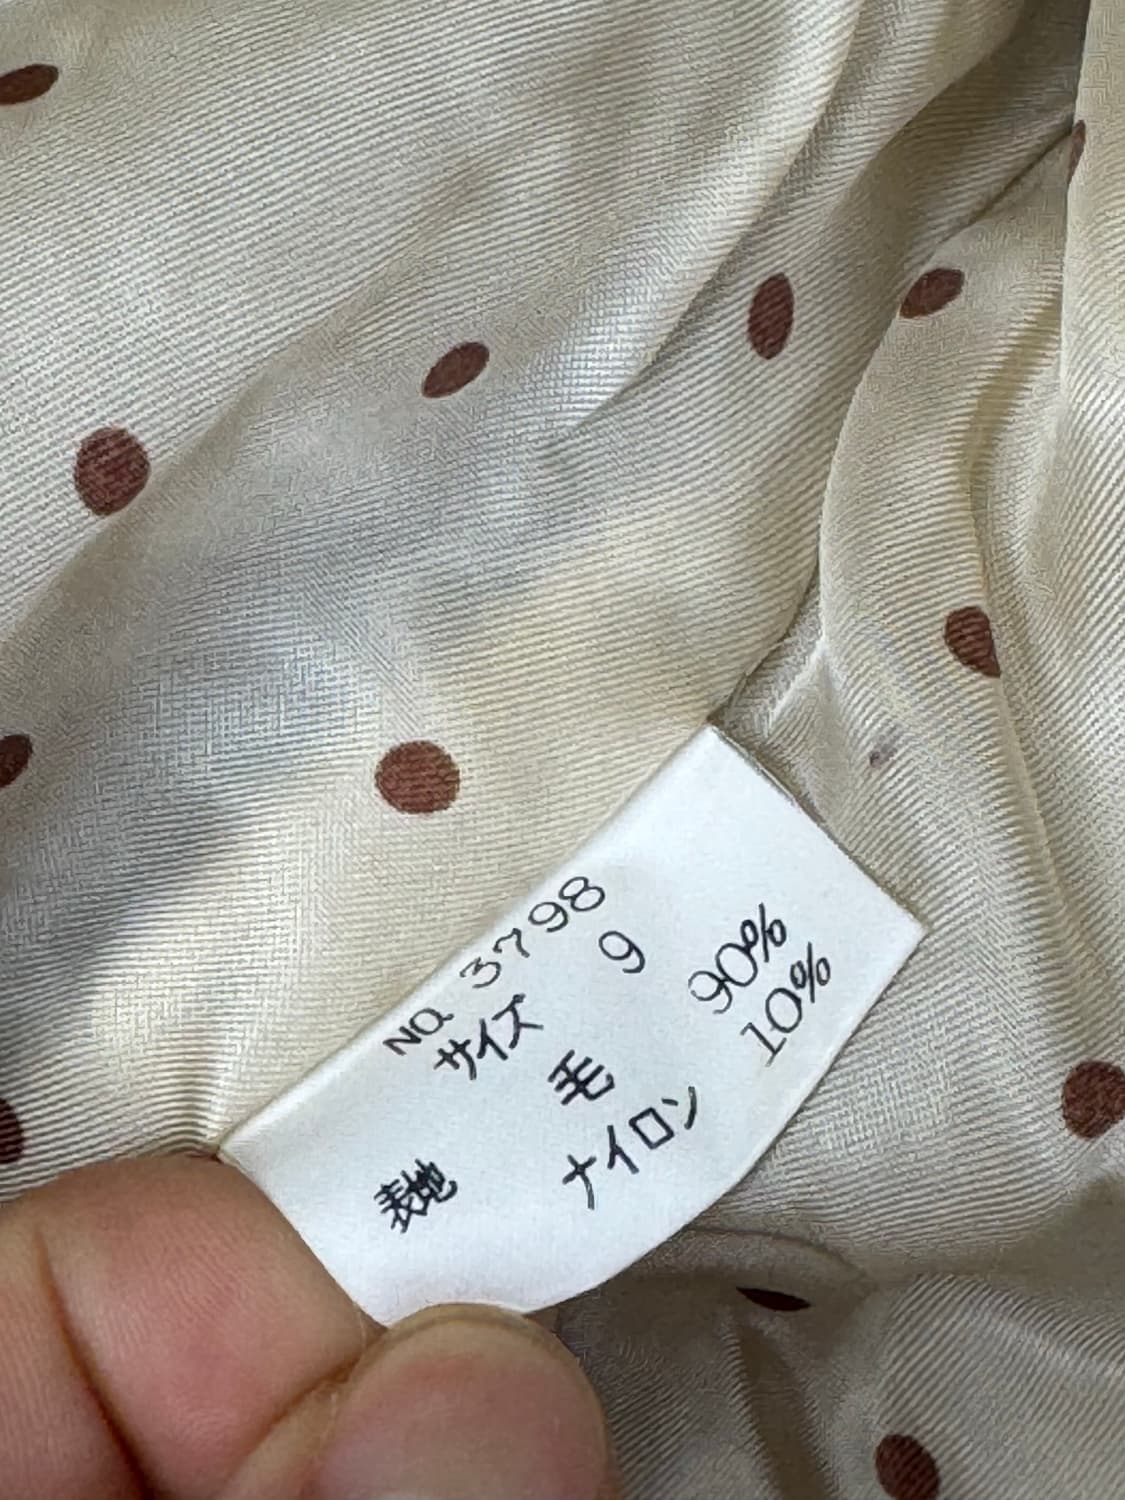 NO. 3798
サイズ 9
表地 毛 90%
ナイロン 10%